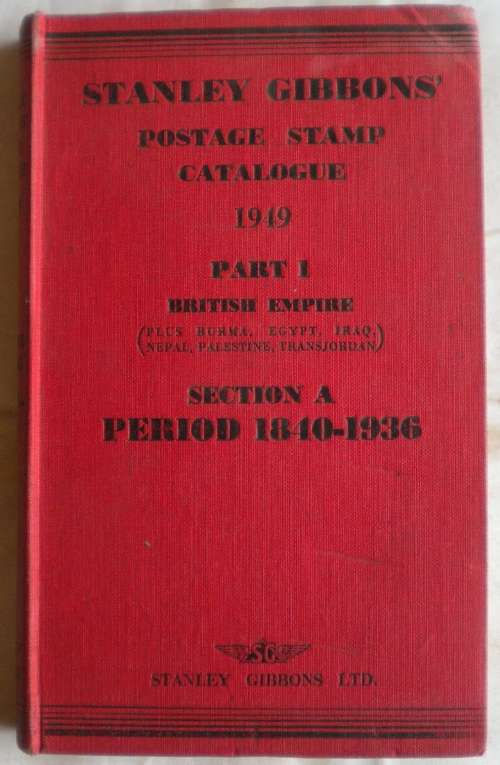 STANLEY GIBBONS'
POSTAGE STAMP
CATALOGUE
1949
PART 1
BRITISH EMPIRE
(PLUS BURMA, EGYPT, IRAQ,
NEPAL, PALESTINE, TRANSJORDAN)
SECTION A
PERIOD 1840-1936
SG
STANLEY GIBBONS LTD.